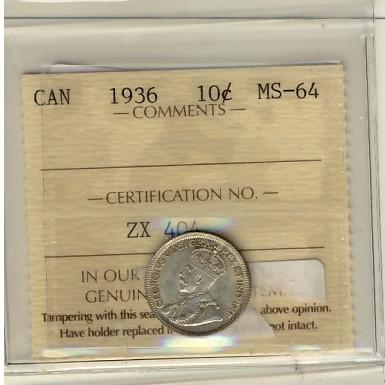 CAN 1936 10¢ MS-64
— COMMENTS —
— CERTIFICATION NO. —
ZX 404
IN OUR
GENUIN
Tampering with this sea above opinion.
Have holder replaced i not intact.